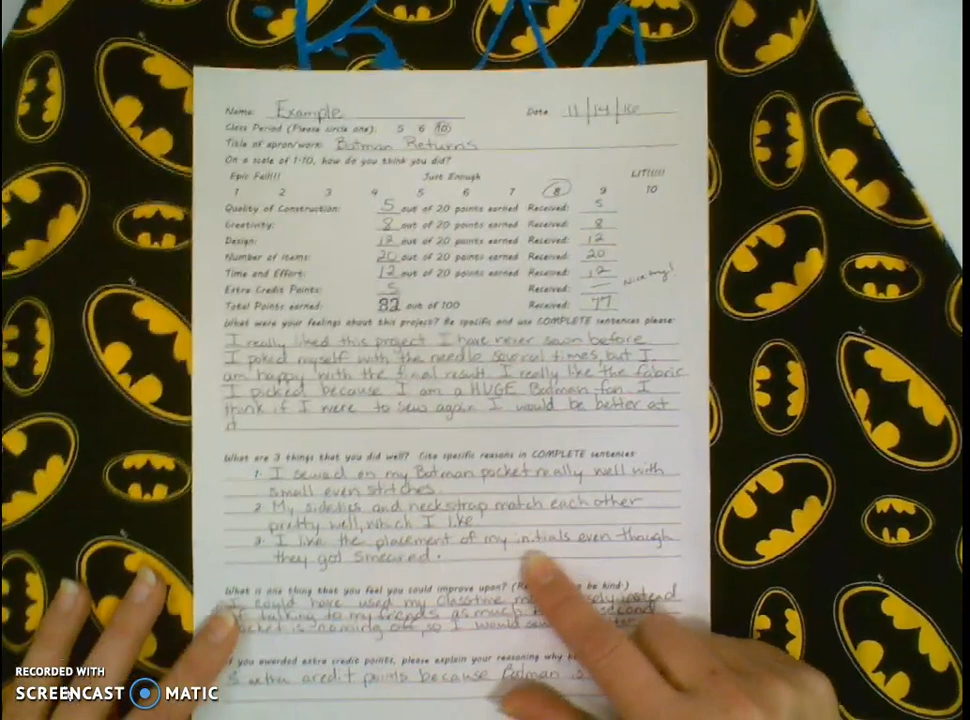 Name: Example Date 11/14/16
Class Period (Please circle one): 5 6 10
Title of apron/work: Batman Returns
On a scale of 1-10, how do you think you did?
Epic Fail!!! Just Enough LIT!!!!!
1 2 3 4 5 6 7 8 9 10
Quality of Construction: 5 out of 20 points earned Received: 5
Creativity: 8 out of 20 points earned Received: 8
Design: 12 out of 20 points earned Received: 12
Number of items: 20 out of 20 points earned Received: 20
Time and Effort: 12 out of 20 points earned Received: 12
Extra Credit Points: 5 Received: — Nice try!
Total Points earned: 82 out of 100 Received: 77
What were your feelings about this project? Be specific and use COMPLETE sentences please:
I really liked this project I have never sewn before
I poked myself with the needle several times, but I
am happy with the final result. I really like the fabric
I picked because I am a HUGE Batman fan I
think if I were to sew again I would be better at
it
What are 3 things that you did well? Cite specific reasons in COMPLETE sentences
1. I sewed on my Batman pocket really well with
small even stitches.
2. My sideties and neckstrap match each other
pretty well, which I like
3. I like the placement of my initials even though
they got smeared.
What is one thing that you feel you could improve upon? be kind.)
I could have used my classtime instead
of talking to my friends as much second
pocket is coming off, so I would
If you awarded extra credit points, please explain your reasoning why
5 extra credit points because Batman is
RECORDED WITH
SCREENCAST MATIC